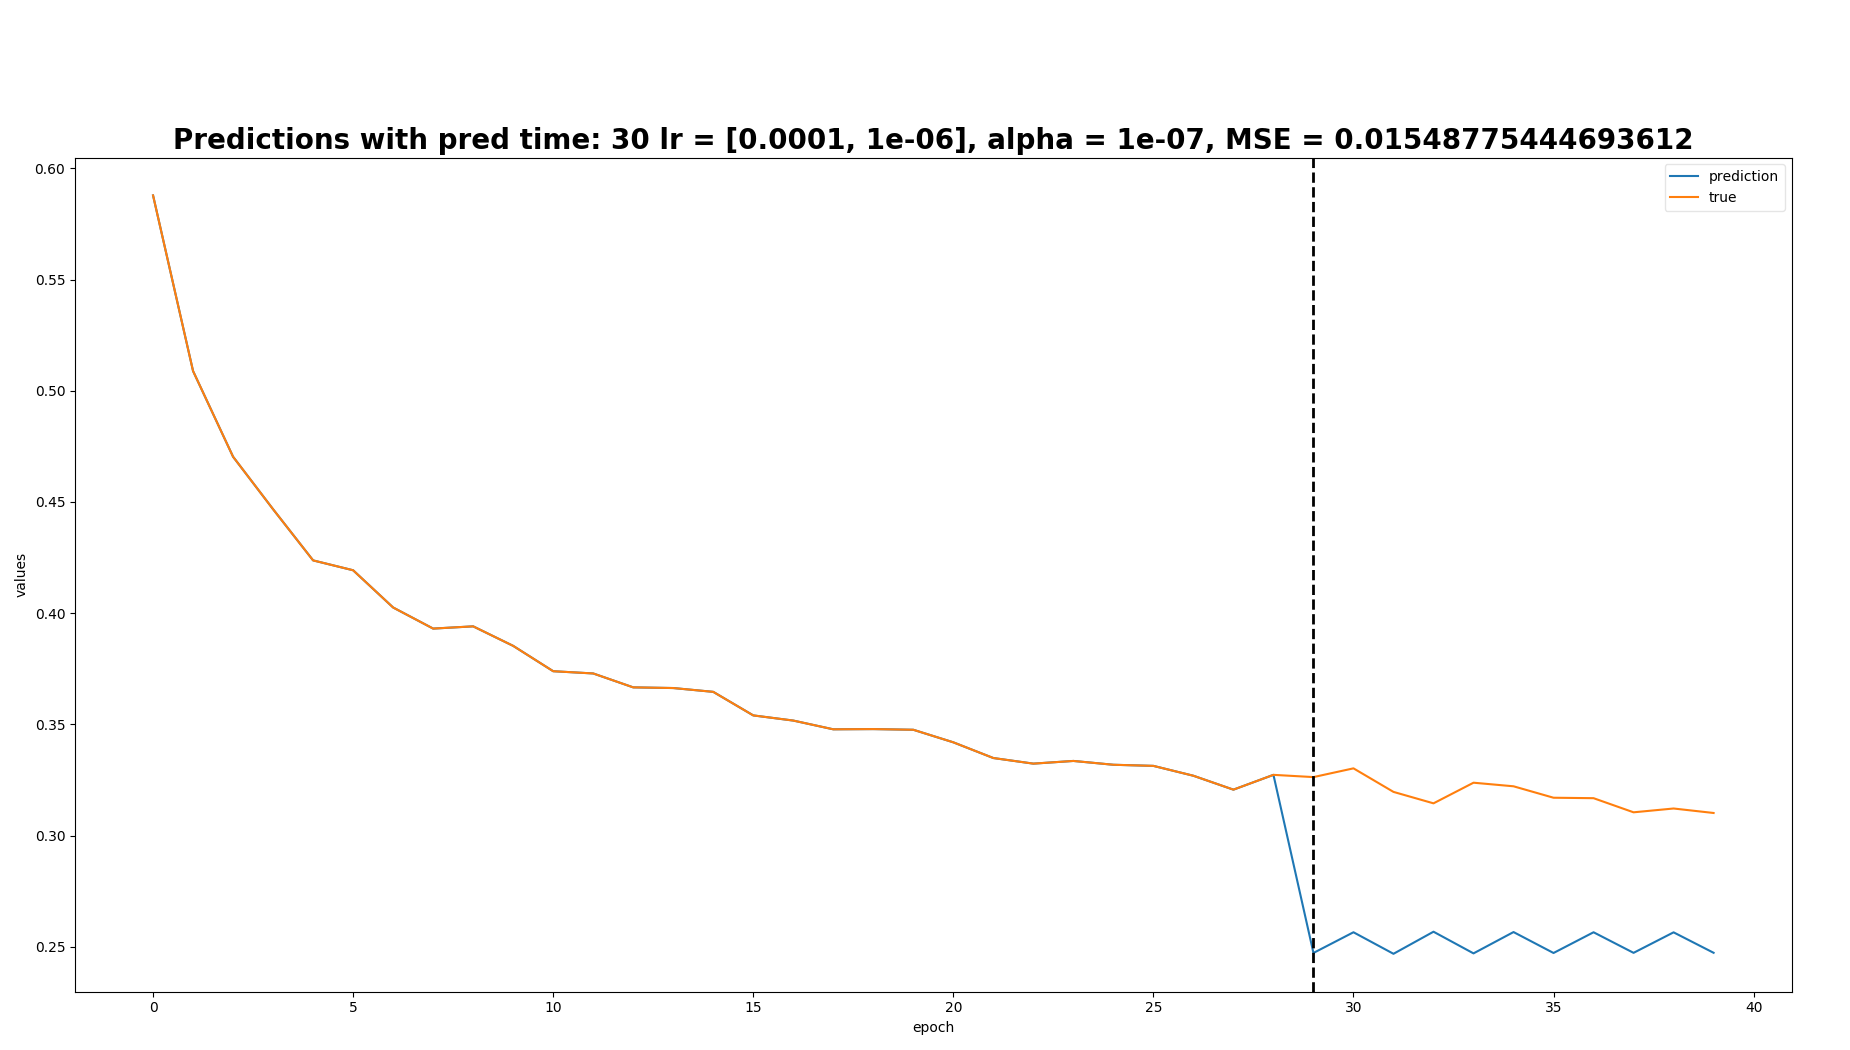 Predictions with pred time: 30 lr = [0.0001, 1e-06], alpha = 1e-07, MSE = 0.01548775444693612
prediction
true
0.60
0.55
0.50
0.45
0.40
0.35
0.30
0.25
values
0 5 10 15 20 25 30 35 40
epoch